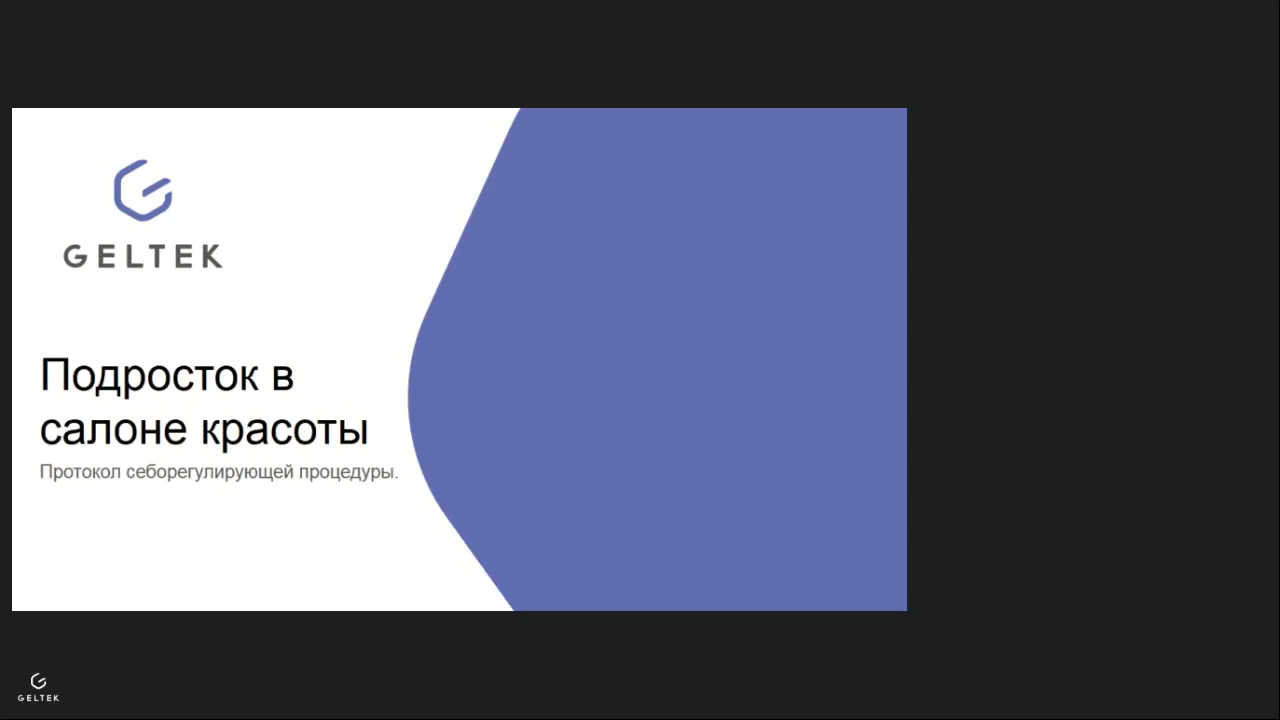 GELTEK
Подросток в
салоне красоты
Протокол себорегулирующей процедуры.
GELTEK